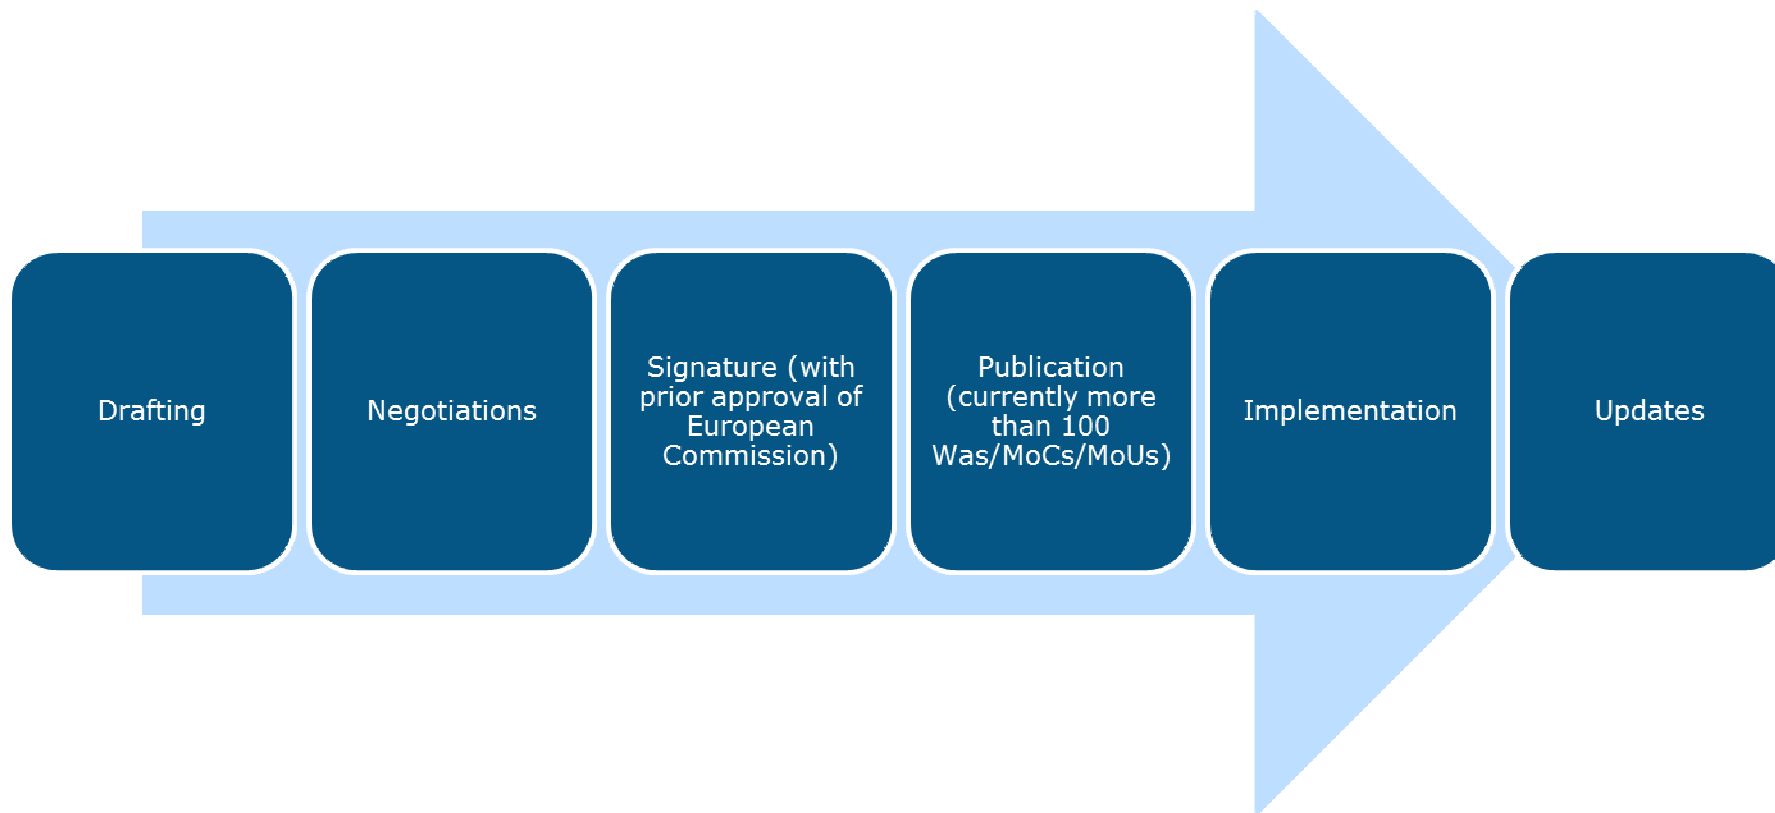 Drafting
Negotiations
Signature (with
prior approval of
European
Commission)
Publication
(currently more
than 100
Was/MoCs/MoUs)
Implementation
Updates